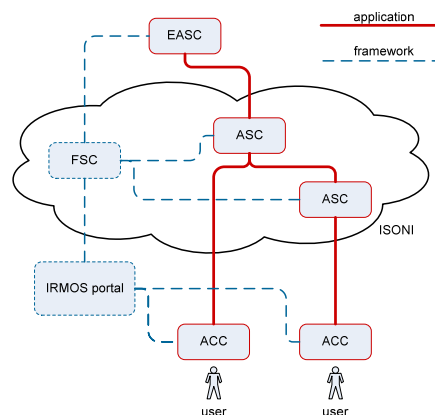 application
EASC
framework
ASC
FSC
ASC
ISONI
IRMOS portal
ACC
ACC
user
user